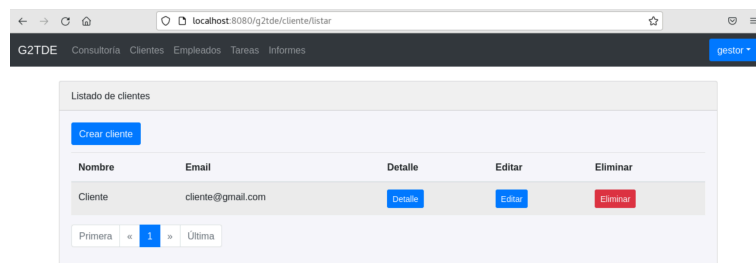 localhost:8080/g2tde/cliente/listar
G2TDE Consultoría Clientes Empleados Tareas Informes gestor
Listado de clientes
Crear cliente
Nombre Email Detalle Editar Eliminar
Cliente cliente@gmail.com Detalle Editar Eliminar
Primera « 1 » Última